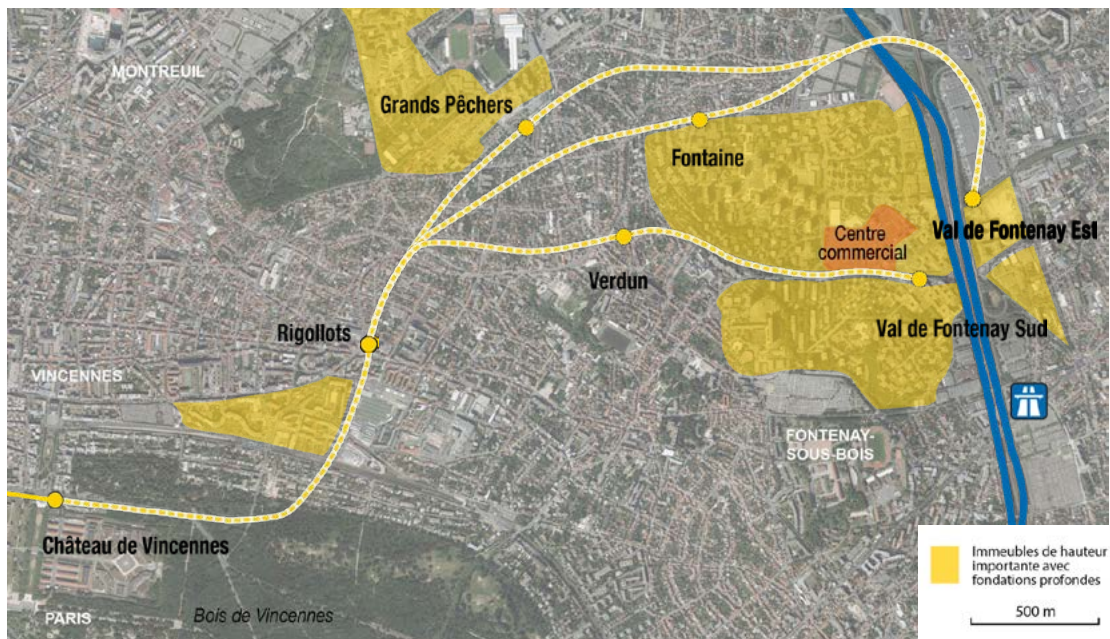 MONTREUIL
Grands Pêchers
Fontaine
Centre
commercial
Val de Fontenay Est
Verdun
Rigollots
Val de Fontenay Sud
VINCENNES
FONTENAY-
SOUS-BOIS
Château de Vincennes
Bois de Vincennes
PARIS
Immeubles de hauteur
importante avec
fondations profondes
500 m